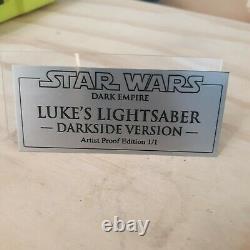 STAR WARS
DARK EMPIRE
LUKE'S LIGHTSABER
— DARKSIDE VERSION —
Artist Proof Edition 1/1